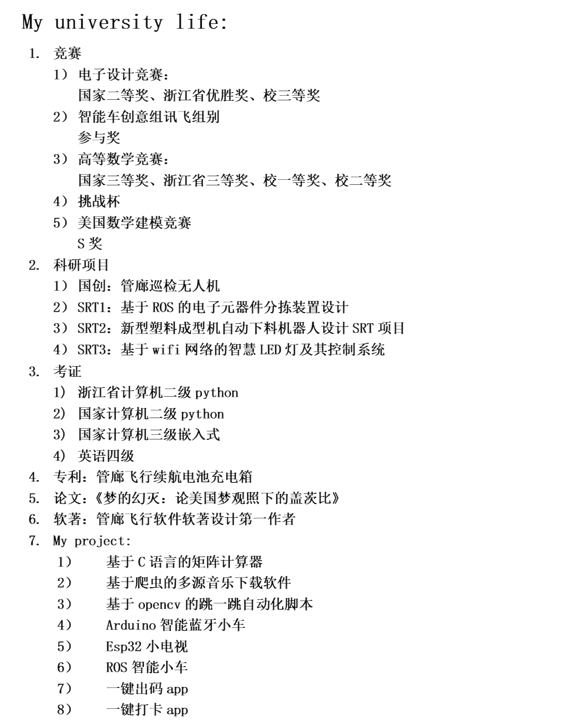 My university life:
1. 竞赛
1) 电子设计竞赛:
国家二等奖、浙江省优胜奖、校三等奖
2) 智能车创意组讯飞组别
参与奖
3) 高等数学竞赛:
国家三等奖、浙江省三等奖、校一等奖、校二等奖
4) 挑战杯
5) 美国数学建模竞赛
S 奖
2. 科研项目
1) 国创: 管廊巡检无人机
2) SRT1: 基于 ROS 的电子元器件分拣装置设计
3) SRT2: 新型塑料成型机自动下料机器人设计 SRT 项目
4) SRT3: 基于 wifi 网络的智慧 LED 灯及其控制系统
3. 考证
1) 浙江省计算机二级 python
2) 国家计算机二级 python
3) 国家计算机三级嵌入式
4) 英语四级
4. 专利: 管廊飞行续航电池充电箱
5. 论文:《梦的幻灭: 论美国梦观照下的盖茨比》
6. 软著: 管廊飞行软件软著设计第一作者
7. My project:
1) 基于 C 语言的矩阵计算器
2) 基于爬虫的多源音乐下载软件
3) 基于 opencv 的跳一跳自动化脚本
4) Arduino 智能蓝牙小车
5) Esp32 小电视
6) ROS 智能小车
7) 一键出码 app
8) 一键打卡 app